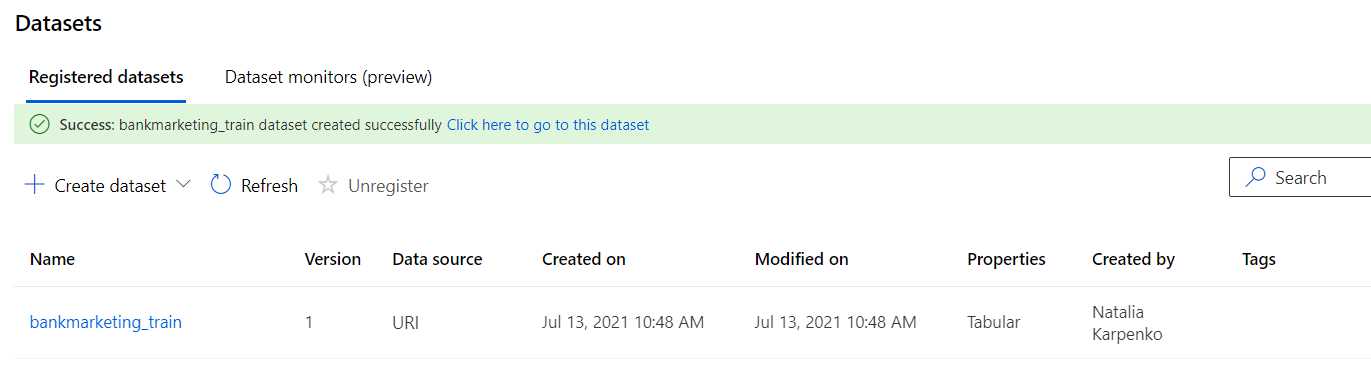 Datasets
Registered datasets Dataset monitors (preview)
Success: bankmarketing_train dataset created successfully Click here to go to this dataset
Create dataset Refresh Unregister Search
Name Version Data source Created on Modified on Properties Created by Tags
bankmarketing_train 1 URI Jul 13, 2021 10:48 AM Jul 13, 2021 10:48 AM Tabular Natalia
Karpenko